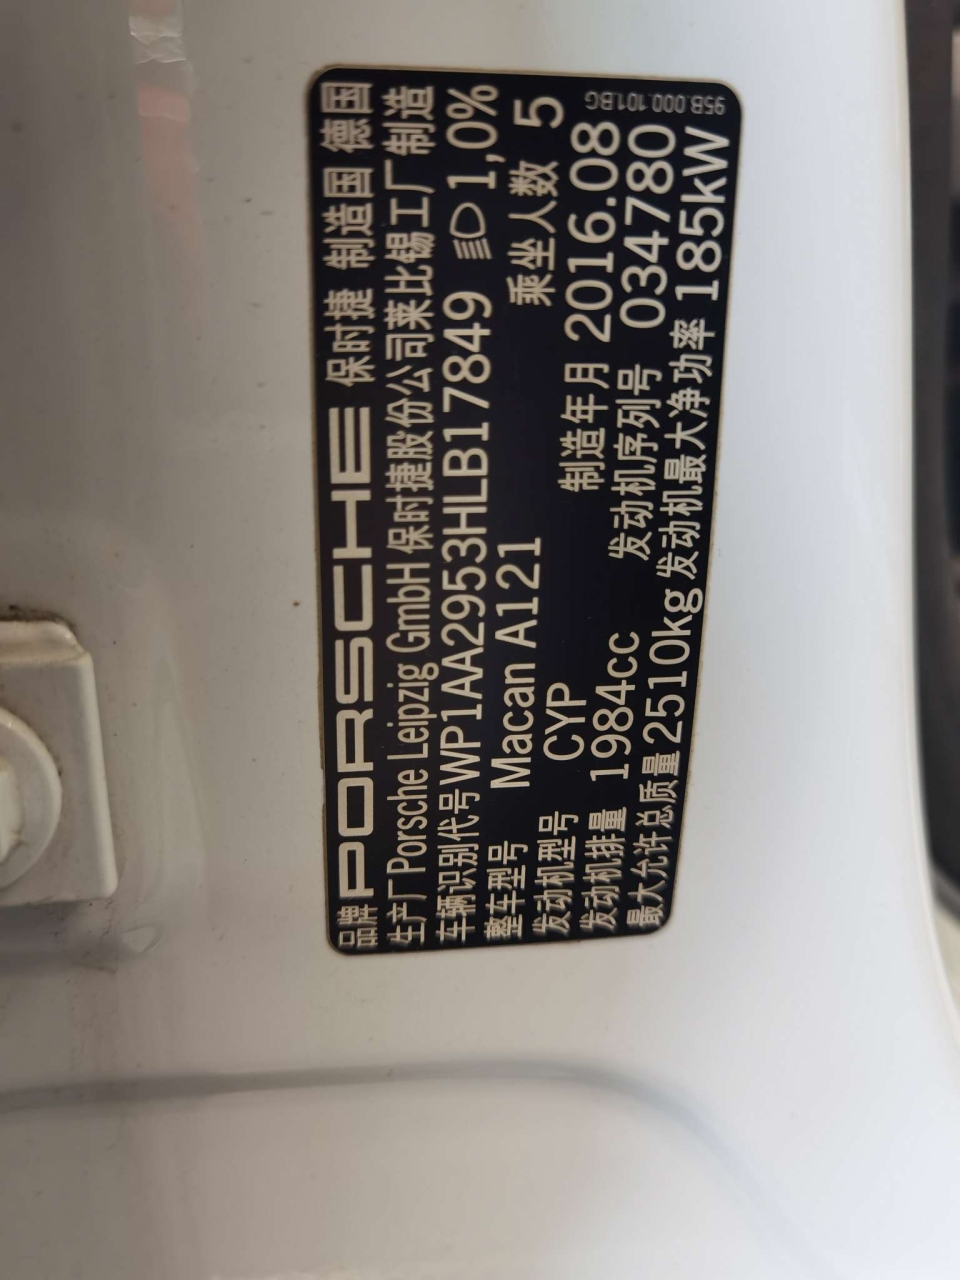 品牌 PORSCHE 保时捷 制造国 德国
生产厂 Porsche Leipzig GmbH 保时捷股份公司莱比锡工厂制造
车辆识别代号 WP1AA2953HLB17849 1,0%
整车型号 Macan A121 乘坐人数 5
发动机型号 CYP 制造年月 2016.08
发动机排量 1984cc 发动机序列号 034780
最大允许总质量 2510kg 发动机最大净功率 185kW
95B.000.101.BG